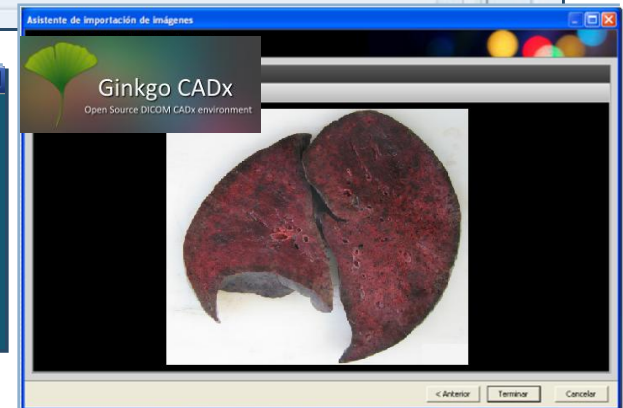 Asistente de importación de imágenes
Ginkgo CADx
Open Source DICOM CADx environment
< Anterior
Terminar
Cancelar